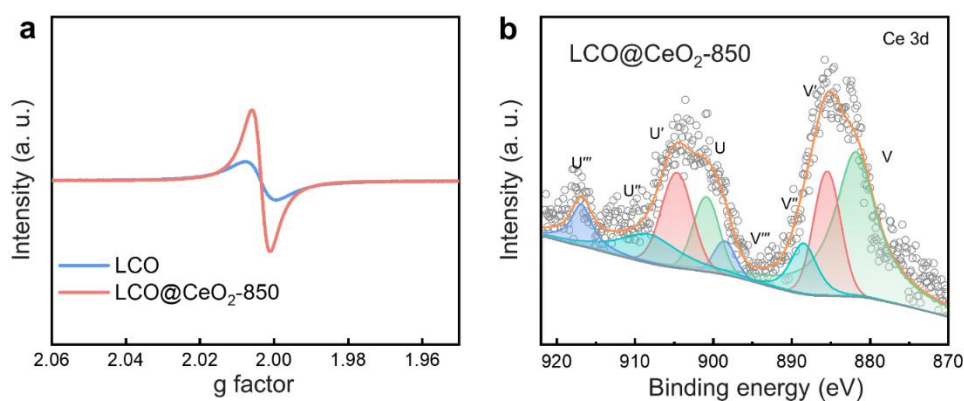 a
Intensity (a. u.)
LCO
LCO@CeO₂-850
2.06 2.04 2.02 2.00 1.98 1.96
g factor
b
LCO@CeO₂-850
Ce 3d
Intensity (a. u.)
U‴
U″
U′
U
V‴
V″
V′
V
920 910 900 890 880 870
Binding energy (eV)